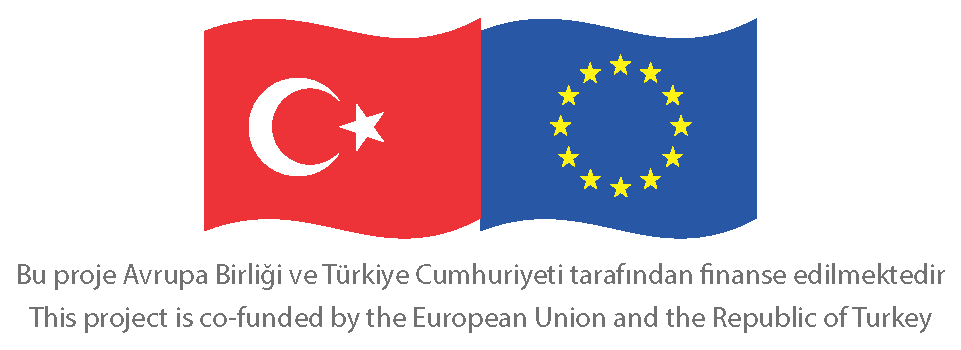 Bu proje Avrupa Birliği ve Türkiye Cumhuriyeti tarafından finanse edilmektedir
This project is co-funded by the European Union and the Republic of Turkey